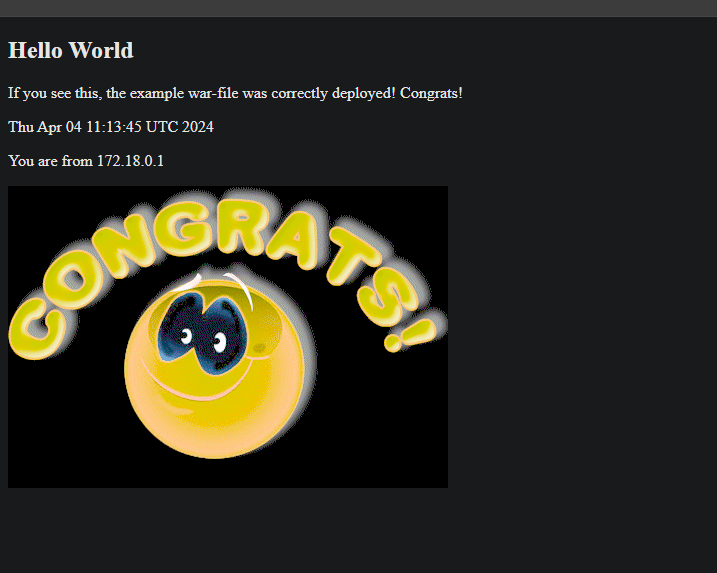 Hello World
If you see this, the example war-file was correctly deployed! Congrats!
Thu Apr 04 11:13:45 UTC 2024
You are from 172.18.0.1
CONGRATS!